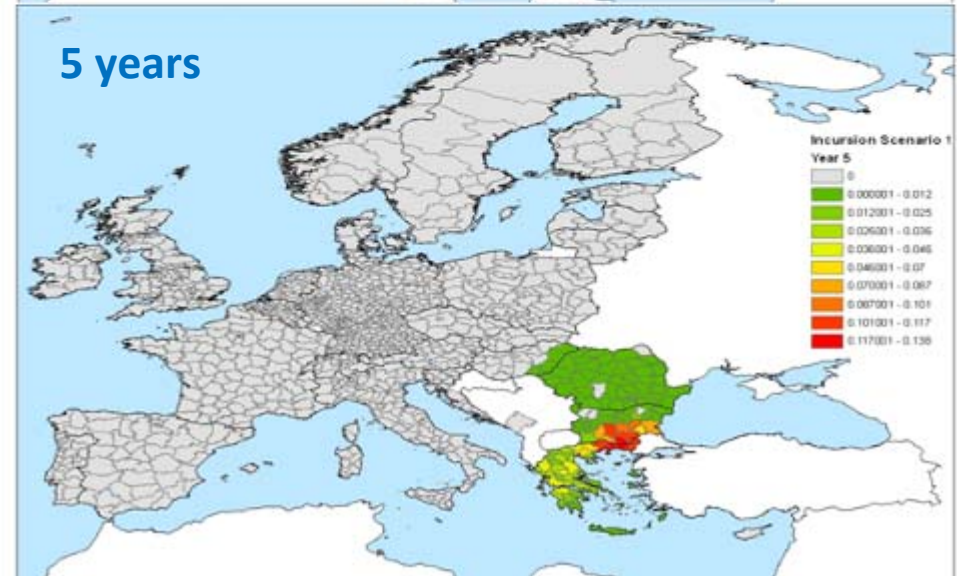 5 years
Incursion Scenario 1
Year 5
0
0.000001 - 0.012
0.012001 - 0.025
0.025001 - 0.036
0.036001 - 0.046
0.046001 - 0.07
0.070001 - 0.087
0.087001 - 0.101
0.101001 - 0.117
0.117001 - 0.138